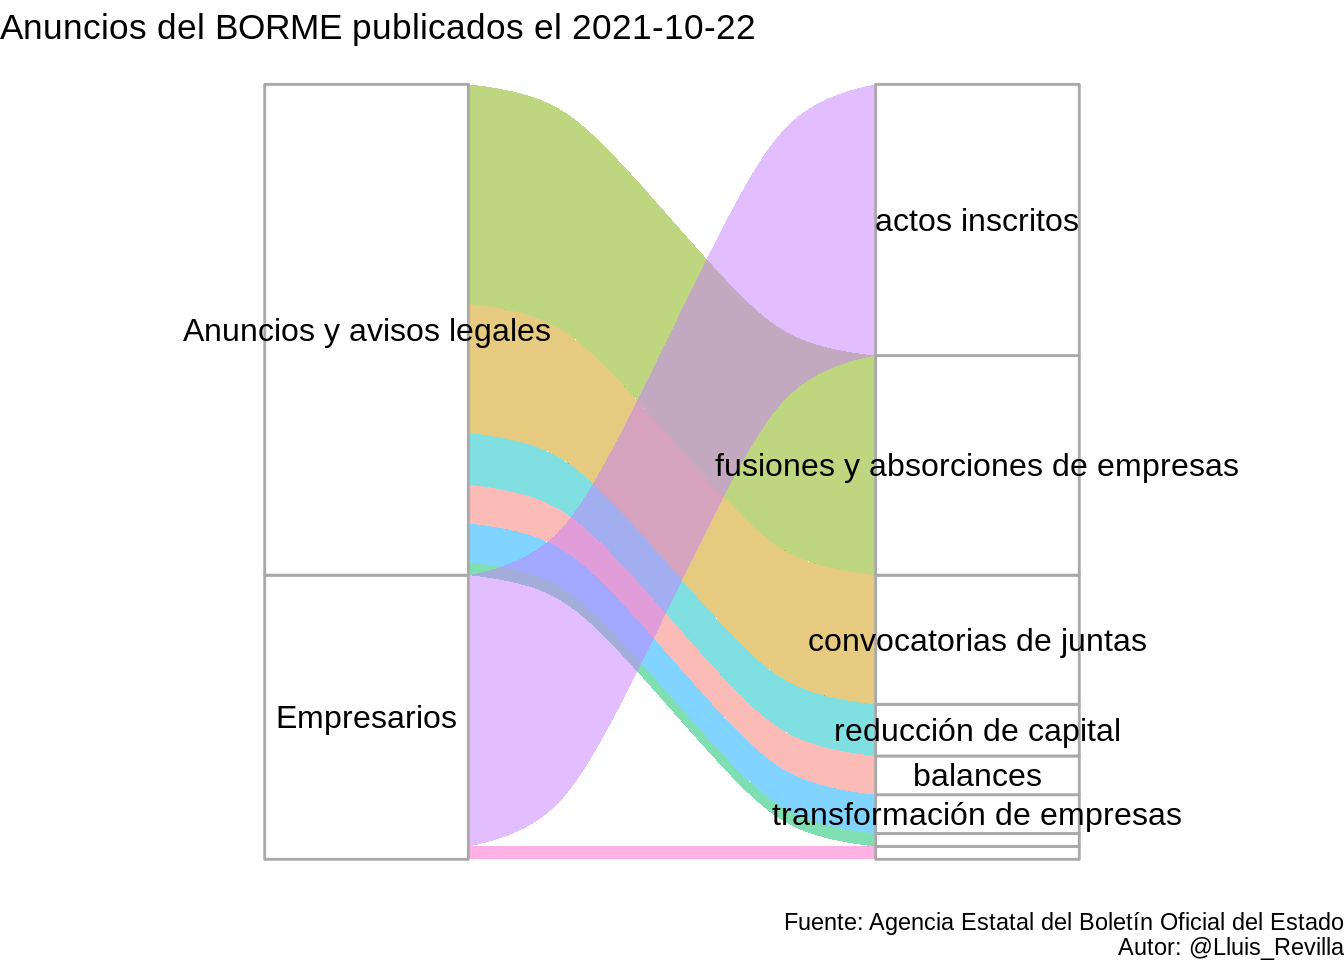 Anuncios del BORME publicados el 2021-10-22
actos inscritos
Anuncios y avisos legales
fusiones y absorciones de empresas
convocatorias de juntas
Empresarios
reducción de capital
balances
transformación de empresas
Fuente: Agencia Estatal del Boletín Oficial del Estado
Autor: @Lluis_Revilla